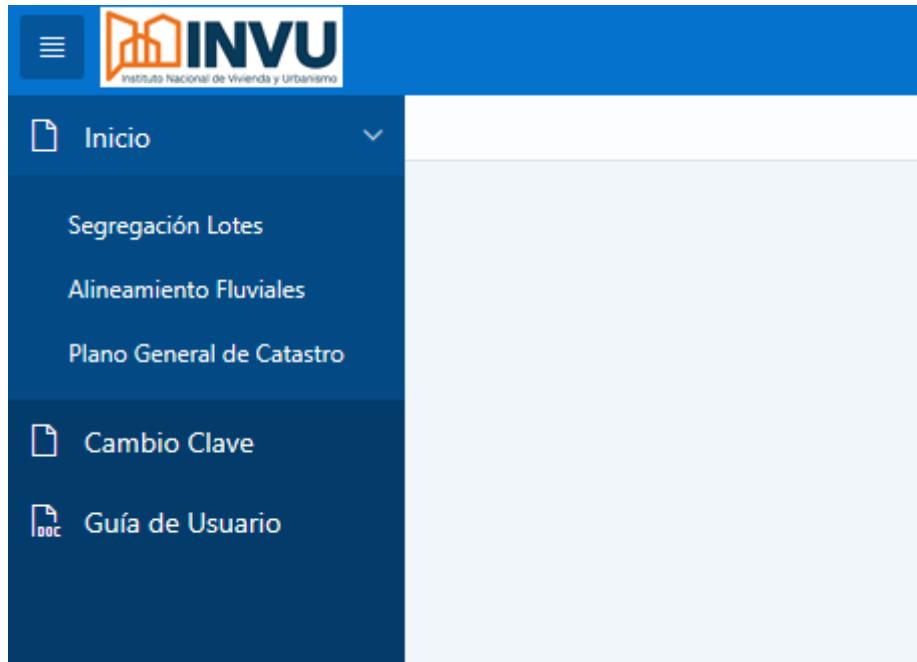 INVU
Instituto Nacional de Vivienda y Urbanismo
Inicio
Segregación Lotes
Alineamiento Fluviales
Plano General de Catastro
Cambio Clave
DOC
Guía de Usuario